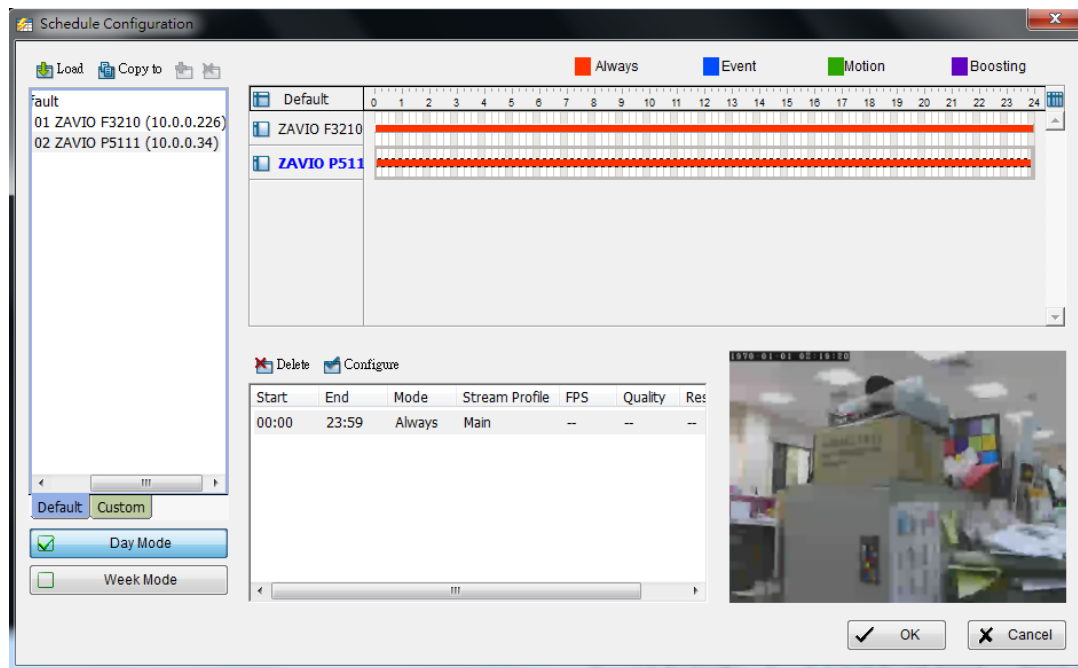 Schedule Configuration
Load Copy to
Always Event Motion Boosting
fault
01 ZAVIO F3210 (10.0.0.226)
02 ZAVIO P5111 (10.0.0.34)
Default Custom
Day Mode
Week Mode
Default 0 1 2 3 4 5 6 7 8 9 10 11 12 13 14 15 16 17 18 19 20 21 22 23 24
ZAVIO F3210
ZAVIO P511
Delete Configure
Start End Mode Stream Profile FPS Quality Res
00:00 23:59 Always Main -- -- --
1970-01-01 02:19:20
OK Cancel